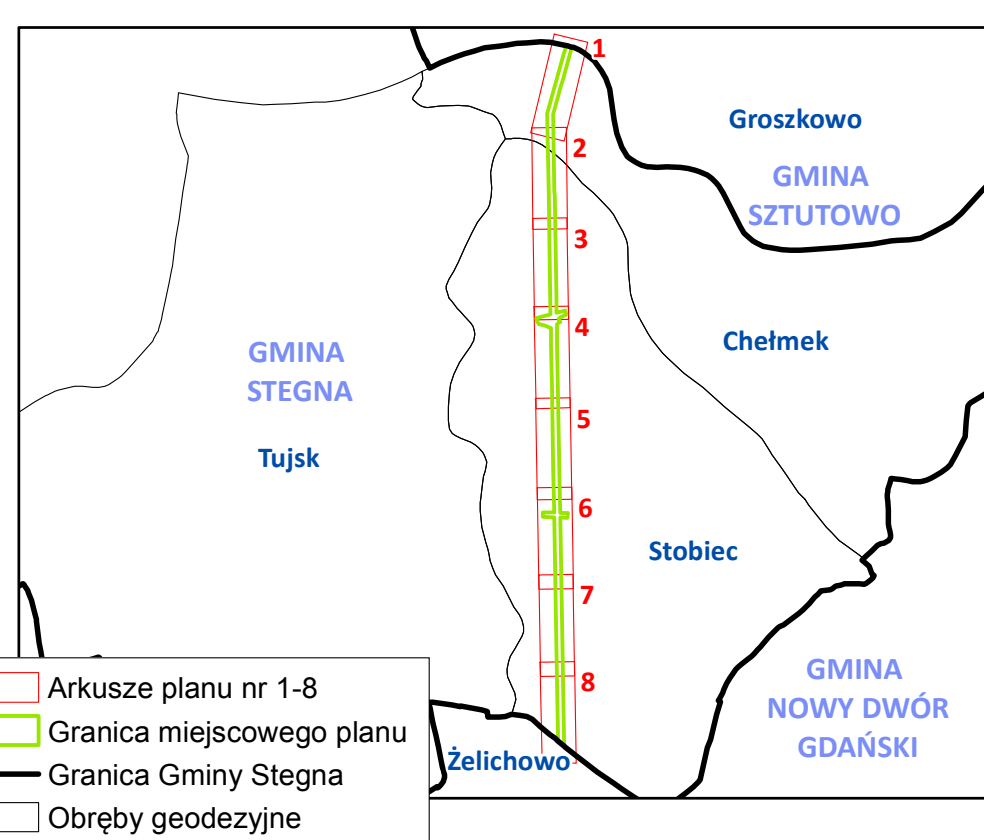 1
Groszkowo
2
GMINA
SZTUTOWO
3
4
Chełmek
GMINA
STEGNA
5
Tujsk
6
Stobiec
7
GMINA
NOWY DWÓR
GDAŃSKI
8
Żelichowo
Arkusze planu nr 1-8
Granica miejscowego planu
Granica Gminy Stegna
Obręby geodezyjne